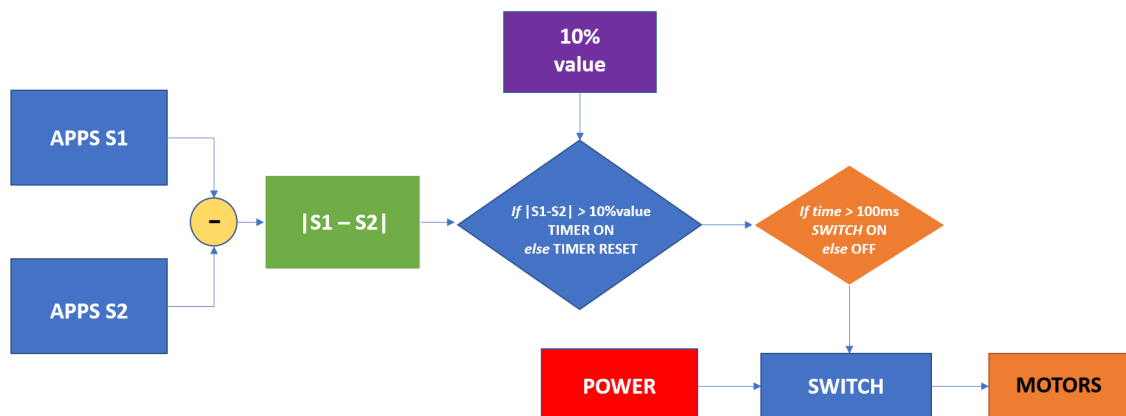 10%
value
APPS S1
-
|S1 – S2|
If |S1-S2| > 10%value
TIMER ON
else TIMER RESET
If time > 100ms
SWITCH ON
else OFF
APPS S2
POWER
SWITCH
MOTORS